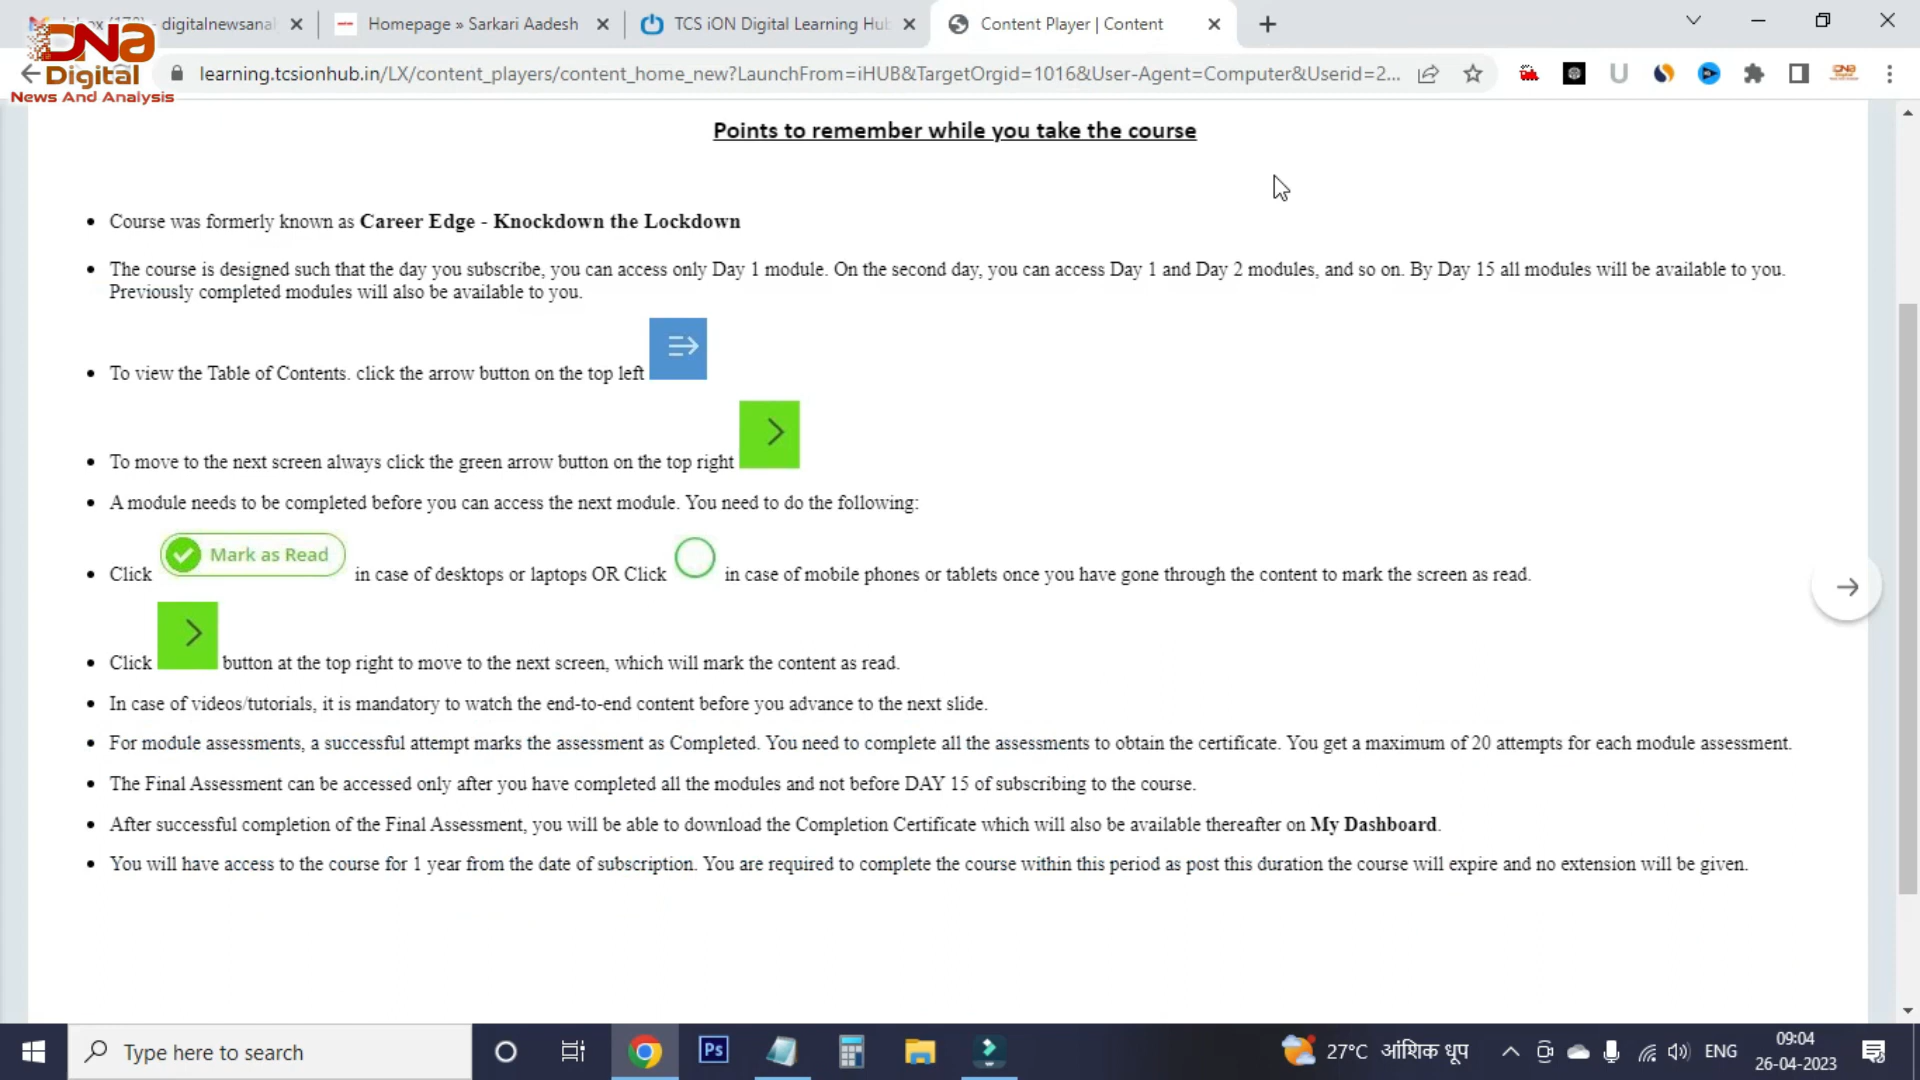 digitalnewsanal
Homepage » Sarkari Aadesh
TCS iON Digital Learning Hub
Content Player | Content
DNA
Digital
News And Analysis
learning.tcsionhub.in/LX/content_players/content_home_new?LaunchFrom=iHUB&TargetOrgid=1016&User-Agent=Computer&Userid=2...
Points to remember while you take the course
Course was formerly known as Career Edge - Knockdown the Lockdown
The course is designed such that the day you subscribe, you can access only Day 1 module. On the second day, you can access Day 1 and Day 2 modules, and so on. By Day 15 all modules will be available to you.
Previously completed modules will also be available to you.
To view the Table of Contents. click the arrow button on the top left
To move to the next screen always click the green arrow button on the top right
A module needs to be completed before you can access the next module. You need to do the following:
Click Mark as Read in case of desktops or laptops OR Click in case of mobile phones or tablets once you have gone through the content to mark the screen as read.
Click button at the top right to move to the next screen, which will mark the content as read.
In case of videos/tutorials, it is mandatory to watch the end-to-end content before you advance to the next slide.
For module assessments, a successful attempt marks the assessment as Completed. You need to complete all the assessments to obtain the certificate. You get a maximum of 20 attempts for each module assessment.
The Final Assessment can be accessed only after you have completed all the modules and not before DAY 15 of subscribing to the course.
After successful completion of the Final Assessment, you will be able to download the Completion Certificate which will also be available thereafter on My Dashboard.
You will have access to the course for 1 year from the date of subscription. You are required to complete the course within this period as post this duration the course will expire and no extension will be given.
Type here to search
Ps
27°C आंशिक धूप
ENG
09:04
26-04-2023